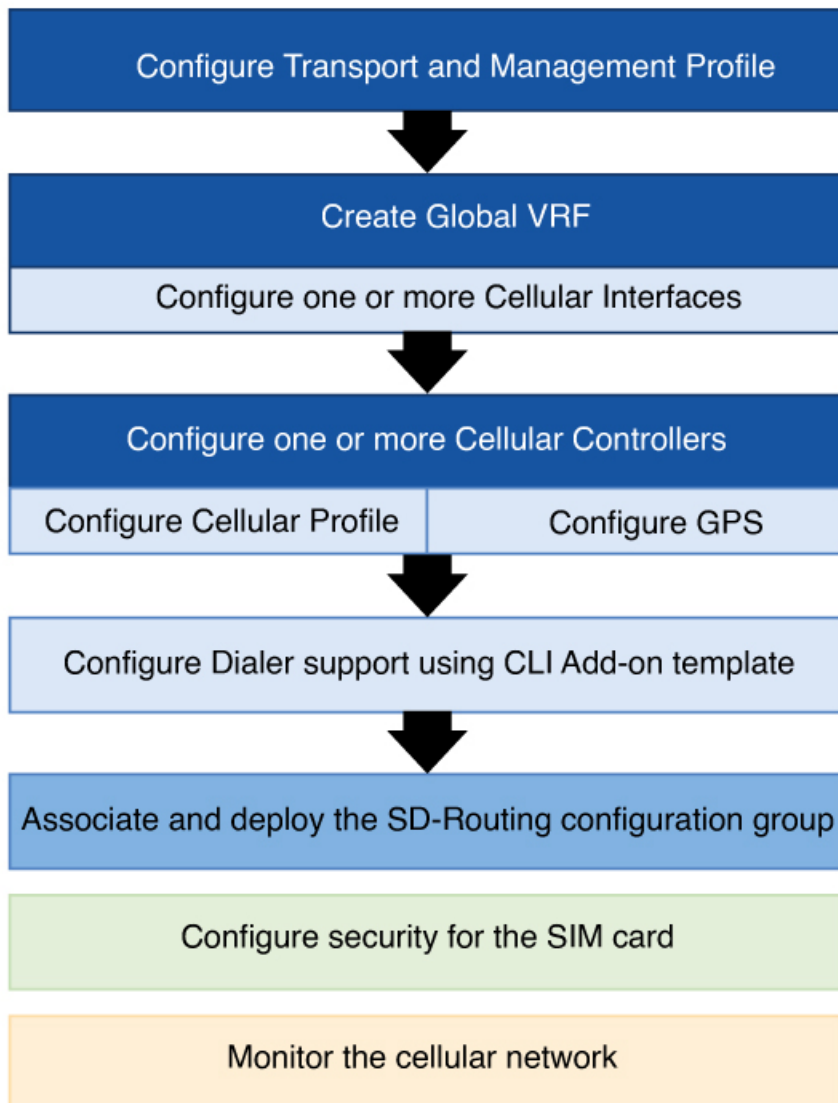 Configure Transport and Management Profile
Create Global VRF
Configure one or more Cellular Interfaces
Configure one or more Cellular Controllers
Configure Cellular Profile
Configure GPS
Configure Dialer support using CLI Add-on template
Associate and deploy the SD-Routing configuration group
Configure security for the SIM card
Monitor the cellular network